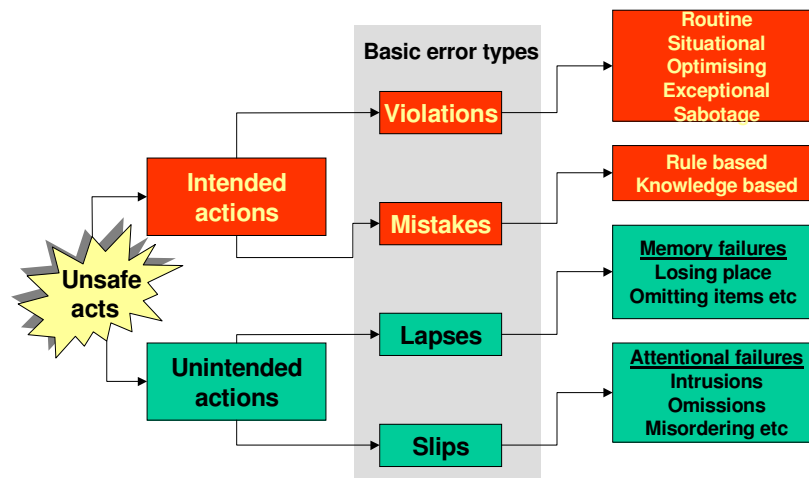 Basic error types
Unsafe
acts
Intended
actions
Unintended
actions
Violations
Mistakes
Lapses
Slips
Routine
Situational
Optimising
Exceptional
Sabotage
Rule based
Knowledge based
Memory failures
Losing place
Omitting items etc
Attentional failures
Intrusions
Omissions
Misordering etc